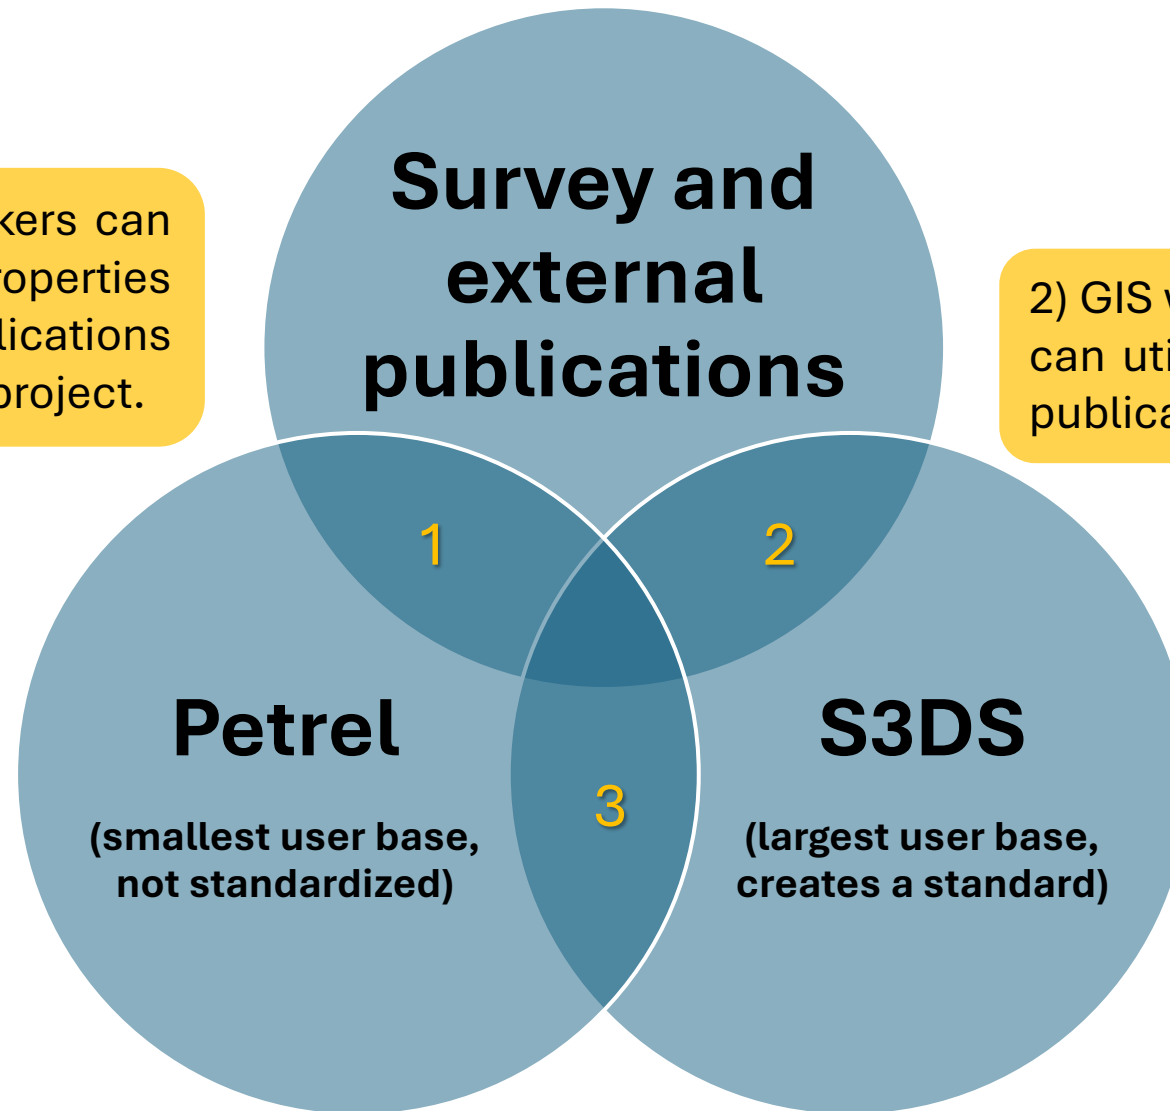 Survey and
external
publications
kers can
roperties
lications
project.
2) GIS
can uti
publica
1
2
Petrel
S3DS
3
(smallest user base,
not standardized)
(largest user base,
creates a standard)